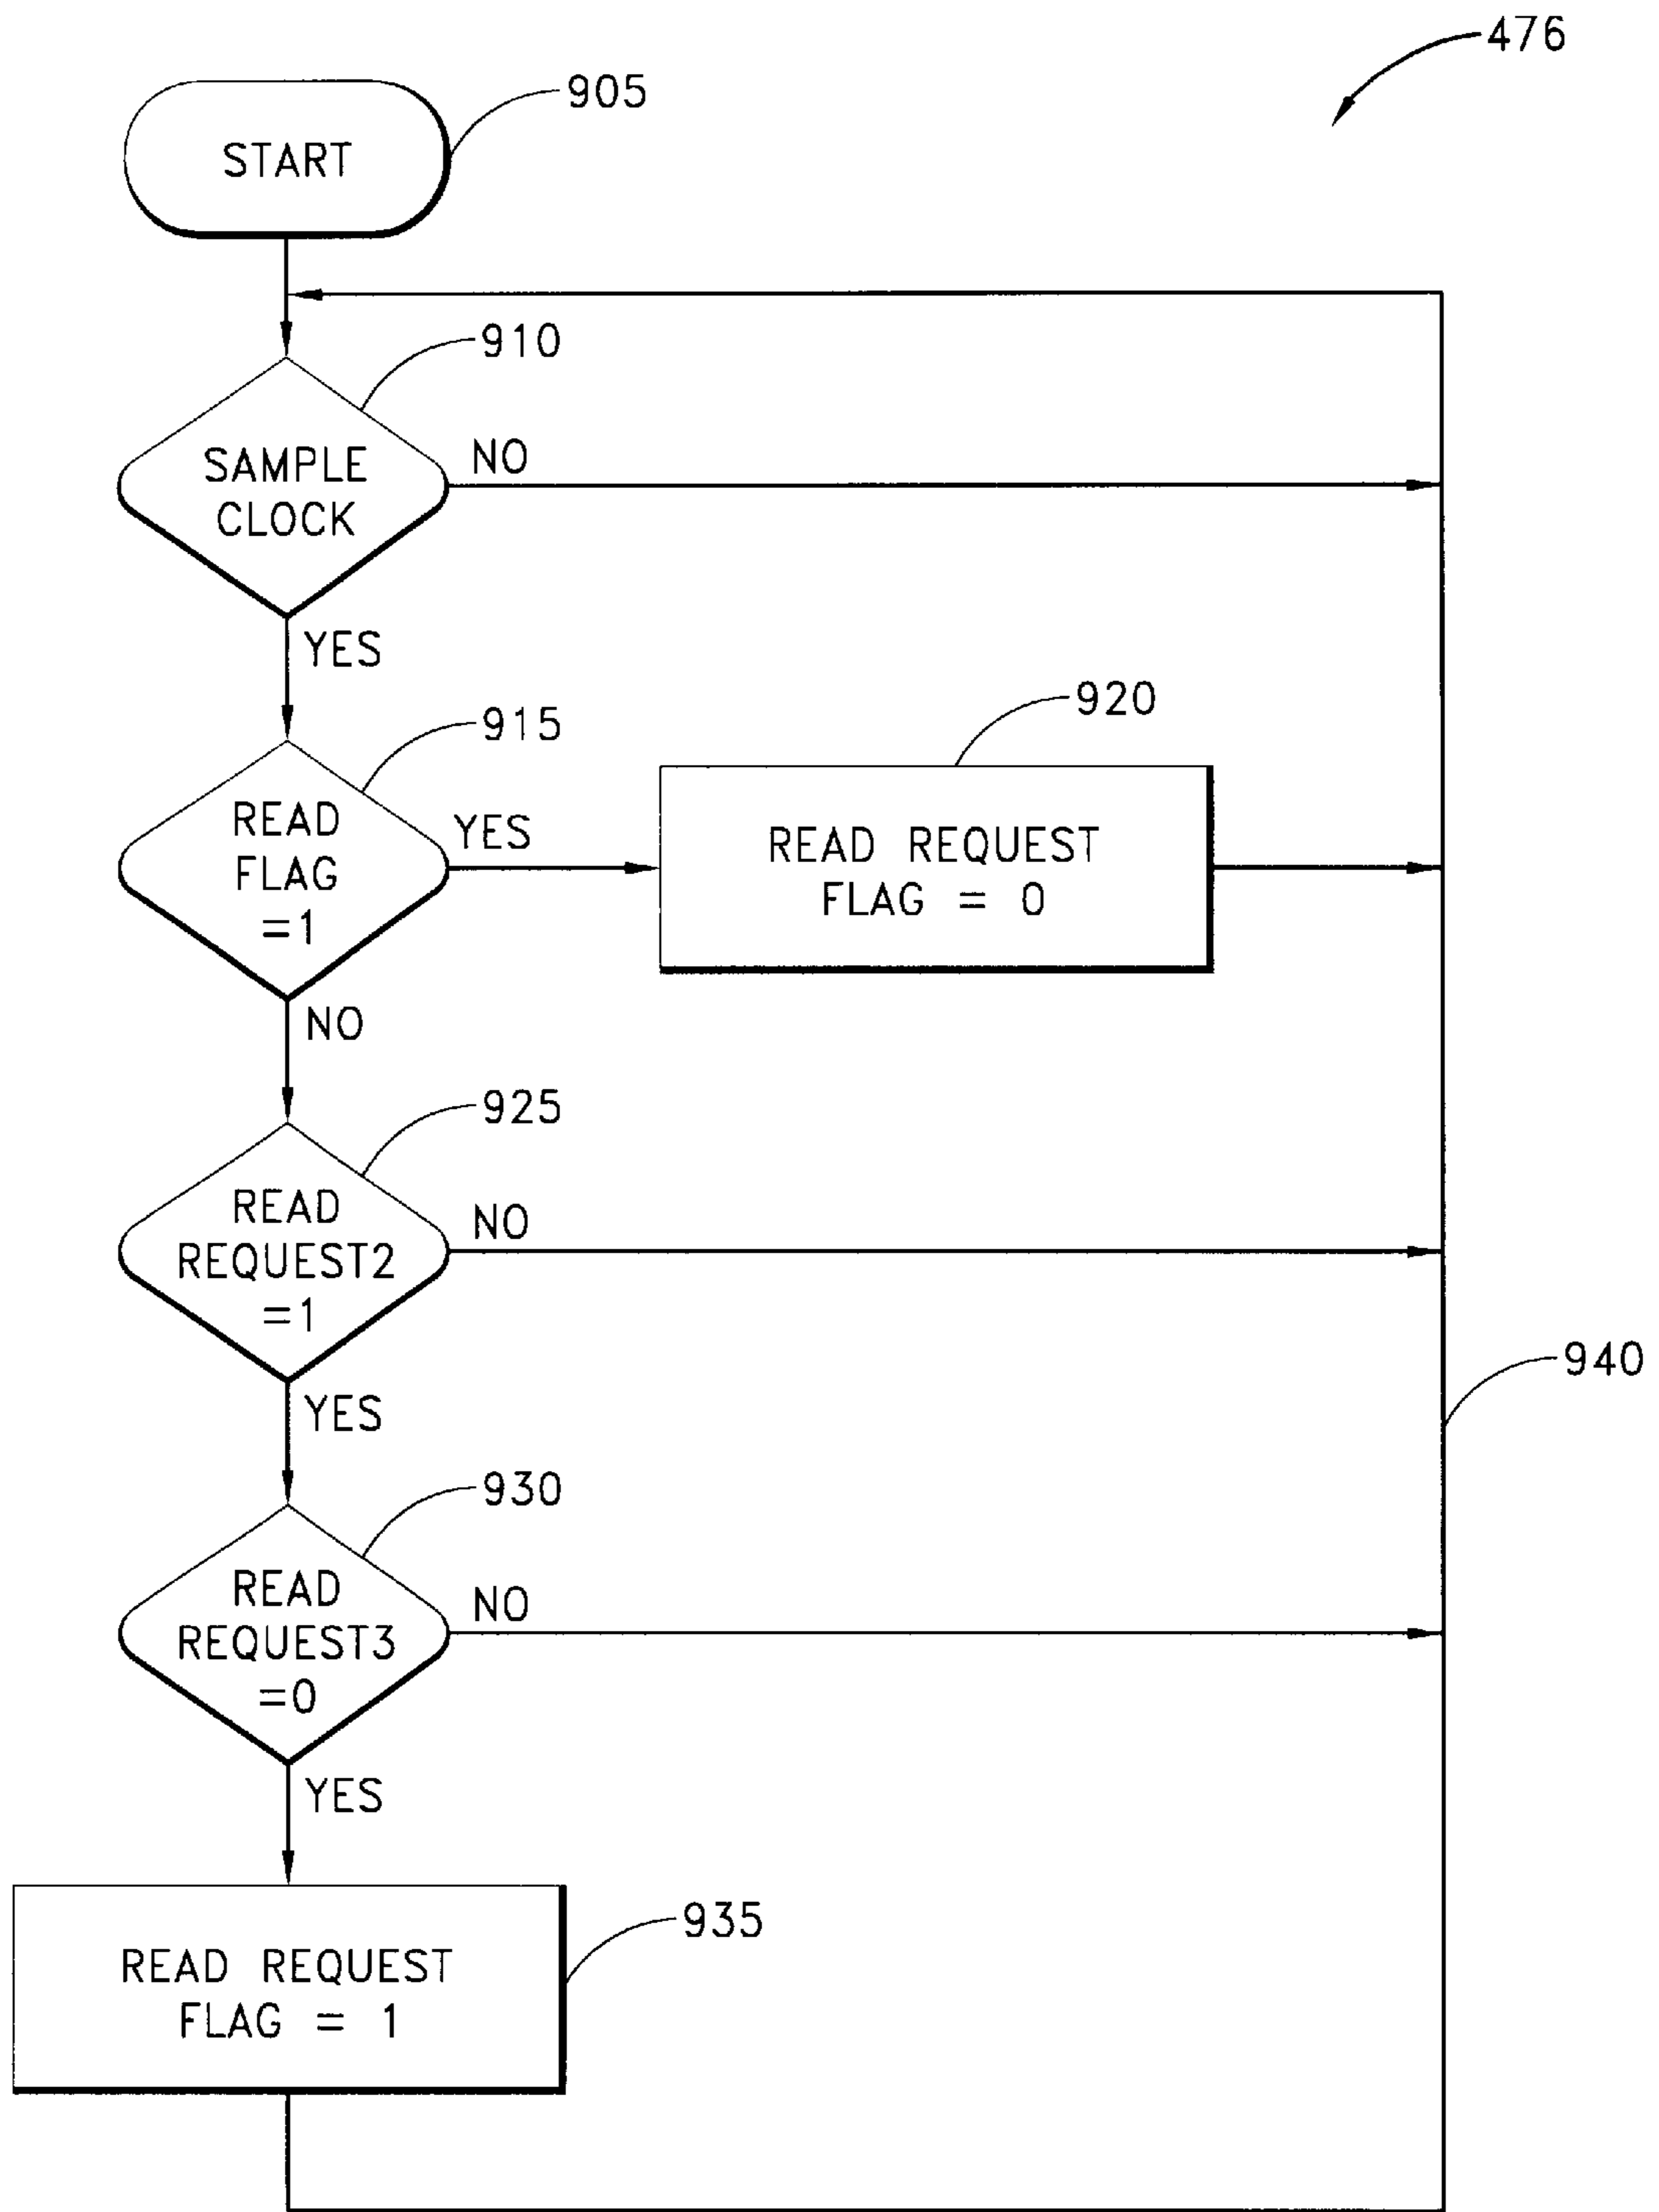 476
905
START
910
SAMPLE
CLOCK
NO
YES
915
READ
FLAG
=1
YES
920
READ REQUEST
FLAG = 0
NO
925
READ
REQUEST2
=1
NO
YES
940
930
READ
REQUEST3
=0
NO
YES
935
READ REQUEST
FLAG = 1